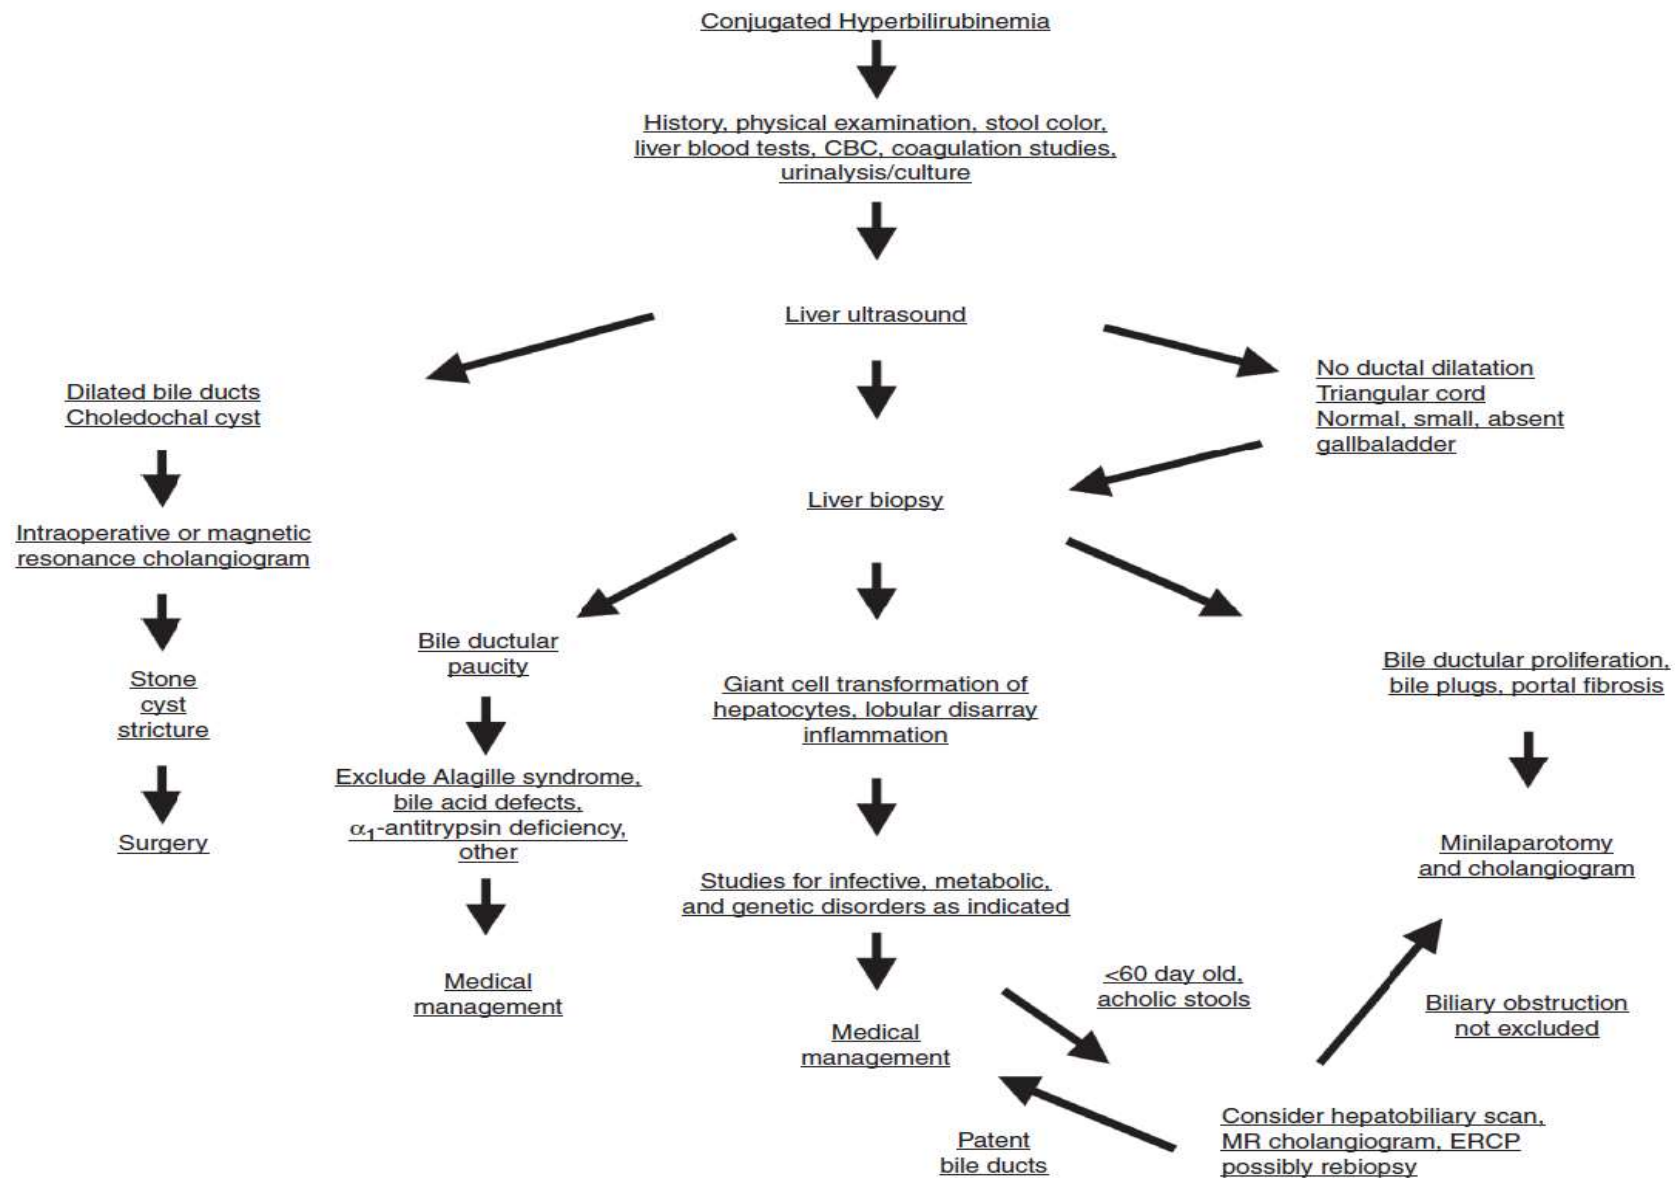 Conjugated Hyperbilirubinemia
History, physical examination, stool color,
liver blood tests, CBC, coagulation studies,
urinalysis/culture
Liver ultrasound
Dilated bile ducts
Choledochal cyst
No ductal dilatation
Triangular cord
Normal, small, absent
gallbaladder
Intraoperative or magnetic
resonance cholangiogram
Liver biopsy
Stone
cyst
stricture
Surgery
Bile ductular
paucity
Exclude Alagille syndrome,
bile acid defects,
α1-antitrypsin deficiency,
other
Medical
management
Giant cell transformation of
hepatocytes, lobular disarray
inflammation
Studies for infective, metabolic,
and genetic disorders as indicated
Medical
management
Bile ductular proliferation,
bile plugs, portal fibrosis
Minilaparotomy
and cholangiogram
<60 day old,
acholic stools
Biliary obstruction
not excluded
Patent
bile ducts
Consider hepatobiliary scan,
MR cholangiogram, ERCP
possibly rebiopsy